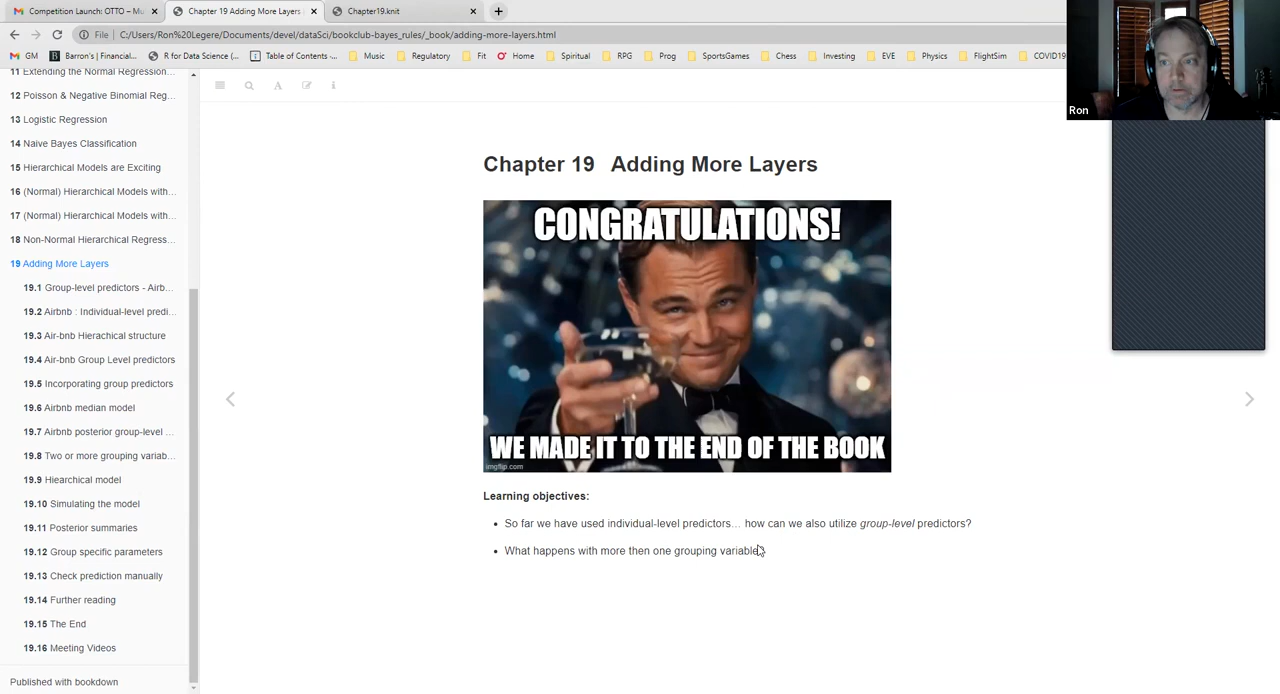 Competition Launch: OTTO – Mu
Chapter 19 Adding More Layers
Chapter19.knit
File
C:/Users/Ron%20Legere/Documents/devel/dataSci/bookclub-bayes_rules/_book/adding-more-layers.html
GM
Barron's | Financial...
R for Data Science (...
Table of Contents -...
Music
Regulatory
Fit
Home
Spiritual
RPG
Prog
SportsGames
Chess
Investing
EVE
Physics
FlightSim
COVID19
Ron
11 Extending the Normal Regression...
12 Poisson & Negative Binomial Reg...
13 Logistic Regression
14 Naive Bayes Classification
15 Hierarchical Models are Exciting
16 (Normal) Hierarchical Models with...
17 (Normal) Hierarchical Models with...
18 Non-Normal Hierarchical Regress...
19 Adding More Layers
19.1 Group-level predictors - Airb...
19.2 Airbnb : Individual-level predi...
19.3 Air-bnb Hierachical structure
19.4 Air-bnb Group Level predictors
19.5 Incorporating group predictors
19.6 Airbnb median model
19.7 Airbnb posterior group-level ...
19.8 Two or more grouping variab...
19.9 Hiearchical model
19.10 Simulating the model
19.11 Posterior summaries
19.12 Group specific parameters
19.13 Check prediction manually
19.14 Further reading
19.15 The End
19.16 Meeting Videos
Published with bookdown
Chapter 19 Adding More Layers
CONGRATULATIONS!
WE MADE IT TO THE END OF THE BOOK
imgflip.com
Learning objectives:
• So far we have used individual-level predictors… how can we also utilize group-level predictors?
• What happens with more then one grouping variable?